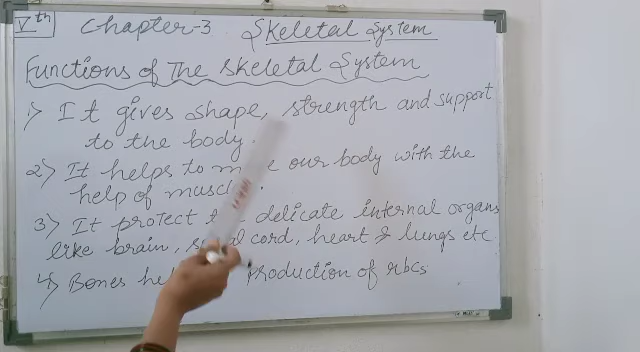 Vth Chapter-3 Skeletal System
Functions of The Skeletal System
1) It gives shape, strength and support
to the body.
2) It helps to our body with the
help of
3) It protect delicate internal organs
like brain, cord, heart & lungs etc
4) Bones production of rbcs